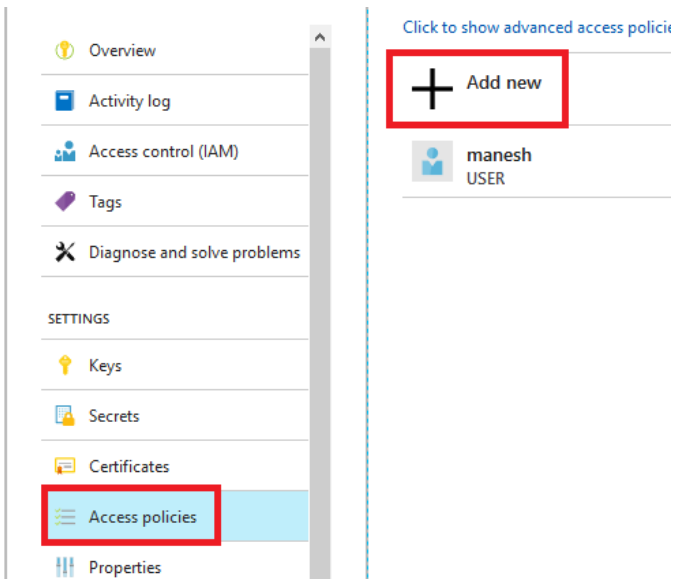 Overview
Activity log
Access control (IAM)
Tags
Diagnose and solve problems
SETTINGS
Keys
Secrets
Certificates
Access policies
Properties
Click to show advanced access
Add new
manesh
USER